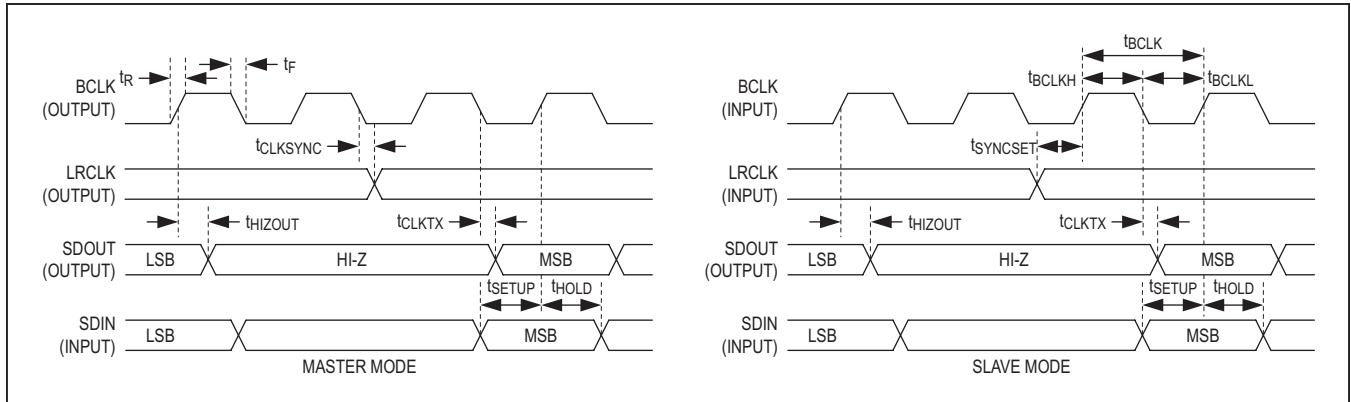 tR
tF
BCLK
(OUTPUT)
tCLKSYNC
LRCLK
(OUTPUT)
tHIZOUT
tCLKTX
SDOUT
(OUTPUT)
LSB
HI-Z
MSB
tSETUP
tHOLD
SDIN
(INPUT)
LSB
MSB
MASTER MODE
tBCLK
tBCLKH
tBCLKL
BCLK
(INPUT)
tSYNCSET
LRCLK
(INPUT)
tHIZOUT
tCLKTX
SDOUT
(OUTPUT)
LSB
HI-Z
MSB
tSETUP
tHOLD
SDIN
(INPUT)
LSB
MSB
SLAVE MODE